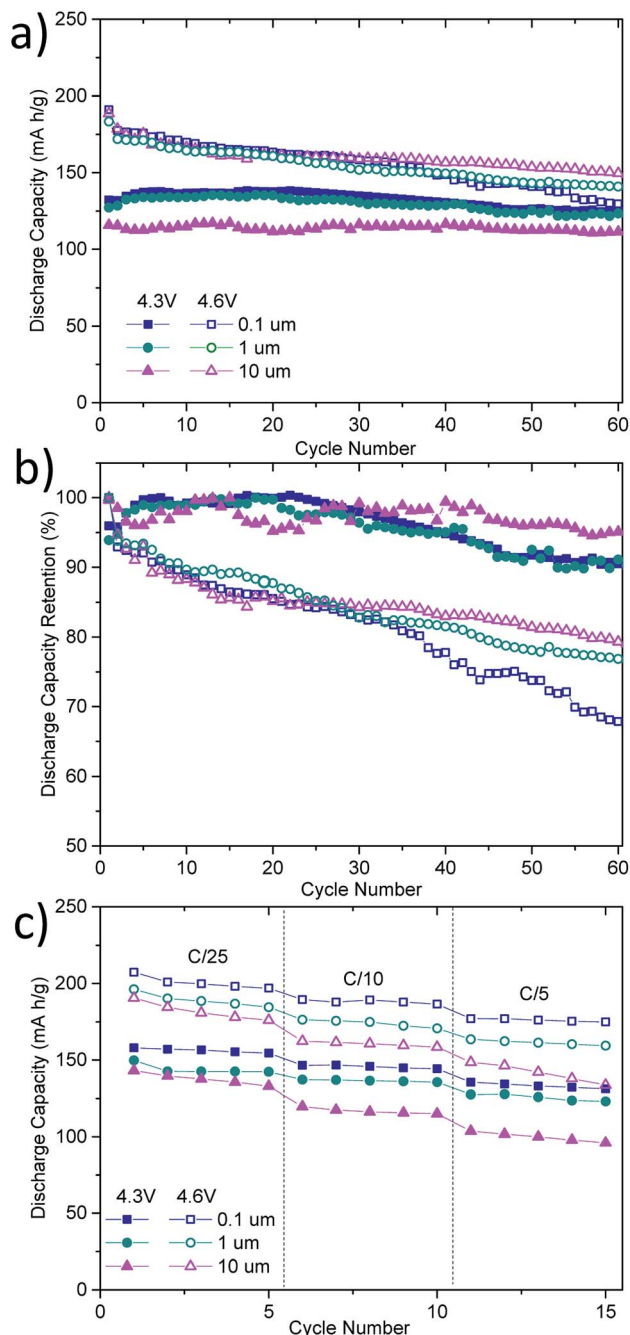 a)
Discharge Capacity (mA h/g)
250
200
150
100
50
0
4.3V 4.6V
0.1 um
1 um
10 um
0 10 20 30 40 50 60
Cycle Number
b)
Discharge Capacity Retention (%)
100
90
80
70
60
50
0 10 20 30 40 50 60
Cycle Number
c)
Discharge Capacity (mA h/g)
250
200
150
100
50
0
C/25
C/10
C/5
4.3V 4.6V
0.1 um
1 um
10 um
0 5 10 15
Cycle Number